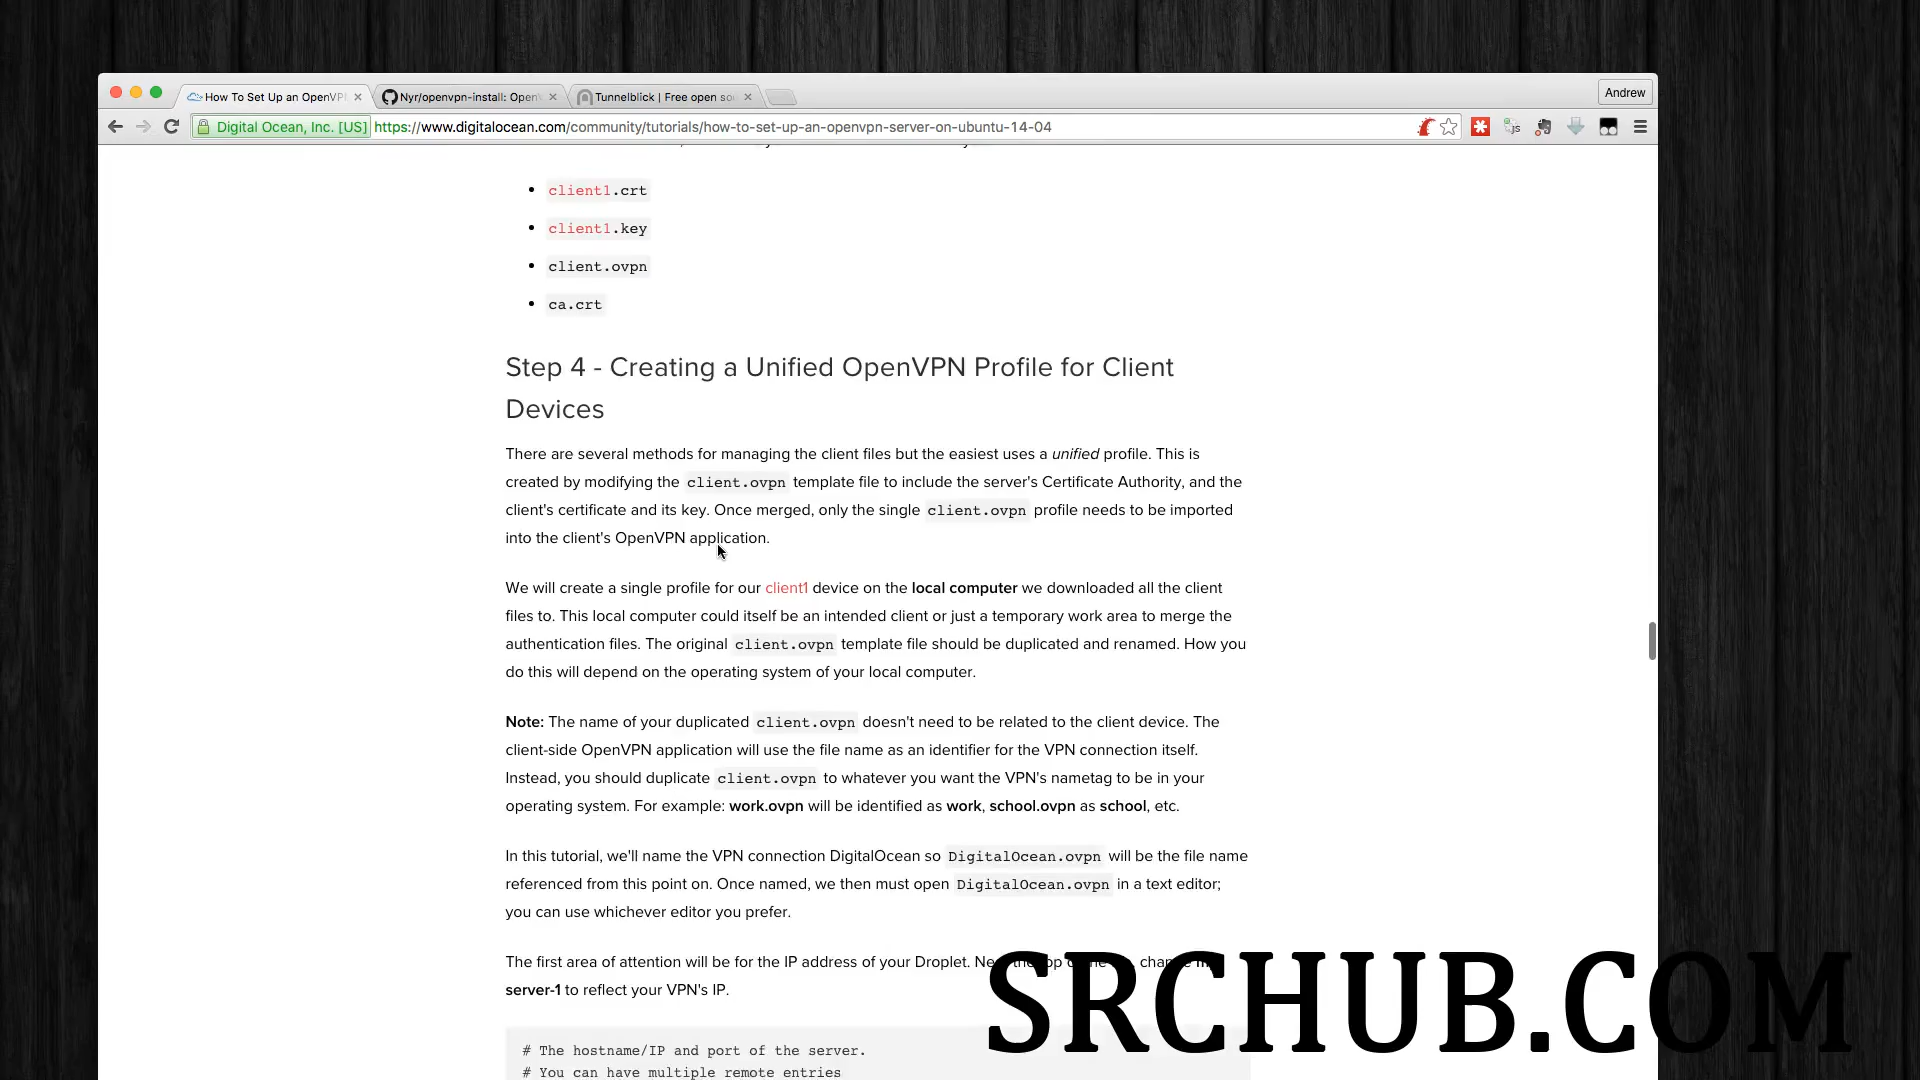 How To Set Up an OpenVP
Nyr/openvpn-install: Open
Tunnelblick | Free open so
Andrew
Digital Ocean, Inc. [US] https://www.digitalocean.com/community/tutorials/how-to-set-up-an-openvpn-server-on-ubuntu-14-04
client1.crt
client1.key
client.ovpn
ca.crt
Step 4 - Creating a Unified OpenVPN Profile for Client
Devices
There are several methods for managing the client files but the easiest uses a unified profile. This is
created by modifying the client.ovpn template file to include the server's Certificate Authority, and the
client's certificate and its key. Once merged, only the single client.ovpn profile needs to be imported
into the client's OpenVPN application.
We will create a single profile for our client1 device on the local computer we downloaded all the client
files to. This local computer could itself be an intended client or just a temporary work area to merge the
authentication files. The original client.ovpn template file should be duplicated and renamed. How you
do this will depend on the operating system of your local computer.
Note: The name of your duplicated client.ovpn doesn't need to be related to the client device. The
client-side OpenVPN application will use the file name as an identifier for the VPN connection itself.
Instead, you should duplicate client.ovpn to whatever you want the VPN's nametag to be in your
operating system. For example: work.ovpn will be identified as work, school.ovpn as school, etc.
In this tutorial, we'll name the VPN connection DigitalOcean so DigitalOcean.ovpn will be the file name
referenced from this point on. Once named, we then must open DigitalOcean.ovpn in a text editor;
you can use whichever editor you prefer.
The first area of attention will be for the IP address of your Droplet.
server-1 to reflect your VPN's IP.
SRCHUB.COM
# The hostname/IP and port of the server.
# You can have multiple remote entries